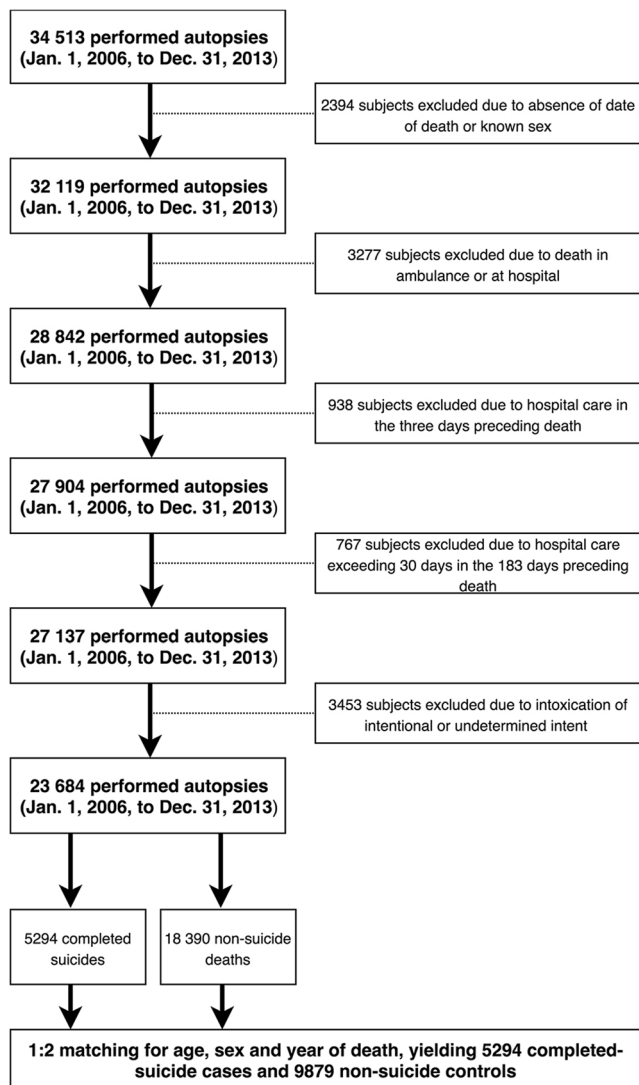 34 513 performed autopsies
(Jan. 1, 2006, to Dec. 31, 2013)
2394 subjects excluded due to absence of date
of death or known sex
32 119 performed autopsies
(Jan. 1, 2006, to Dec. 31, 2013)
3277 subjects excluded due to death in
ambulance or at hospital
28 842 performed autopsies
(Jan. 1, 2006, to Dec. 31, 2013)
938 subjects excluded due to hospital care in
the three days preceding death
27 904 performed autopsies
(Jan. 1, 2006, to Dec. 31, 2013)
767 subjects excluded due to hospital care
exceeding 30 days in the 183 days preceding
death
27 137 performed autopsies
(Jan. 1, 2006, to Dec. 31, 2013)
3453 subjects excluded due to intoxication of
intentional or undetermined intent
23 684 performed autopsies
(Jan. 1, 2006, to Dec. 31, 2013)
5294 completed
suicides
18 390 non-suicide
deaths
1:2 matching for age, sex and year of death, yielding 5294 completed-
suicide cases and 9879 non-suicide controls